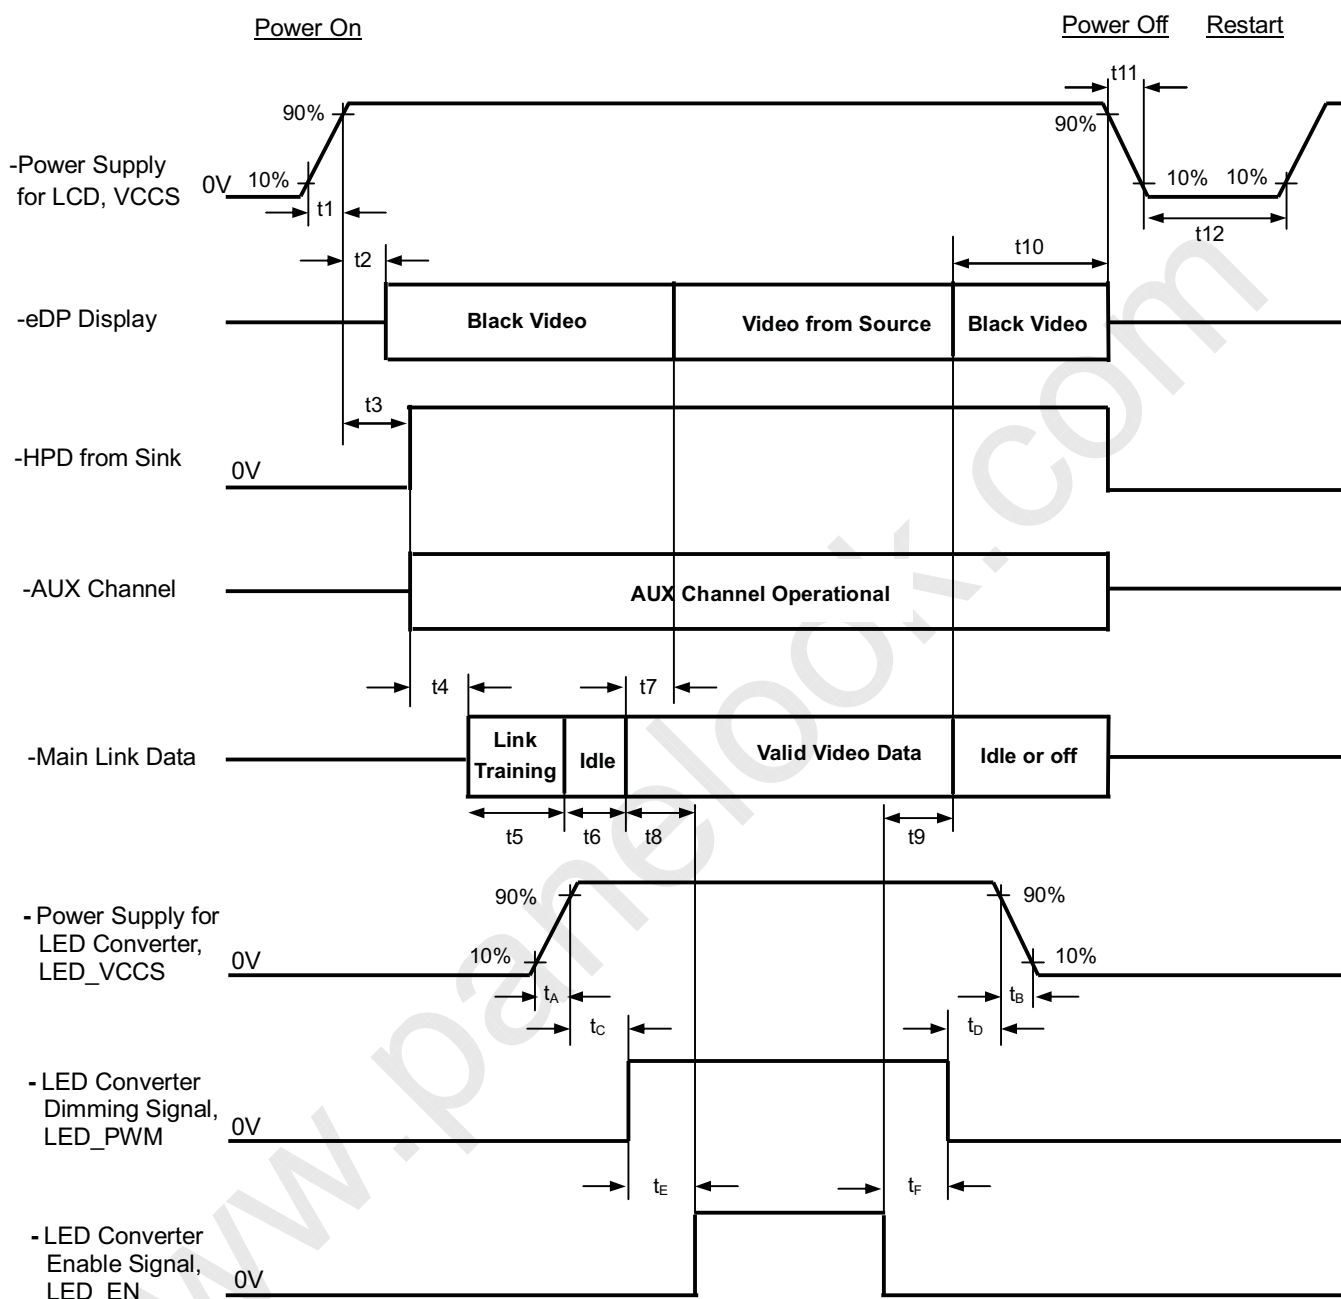 Power On
Power Off
Restart
t11
90%
90%
-Power Supply
for LCD, VCCS
0V
10%
10%
10%
t1
t12
t2
t10
-eDP Display
Black Video
Video from Source
Black Video
t3
-HPD from Sink
0V
-AUX Channel
AUX Channel Operational
t4
t7
-Main Link Data
Link
Training
Idle
Valid Video Data
Idle or off
t5
t6
t8
t9
90%
90%
- Power Supply for
LED Converter,
LED_VCCS
0V
10%
10%
tA
tB
tC
tD
- LED Converter
Dimming Signal,
LED_PWM
0V
tE
tF
- LED Converter
Enable Signal,
LED_EN
0V
www.panelook.com